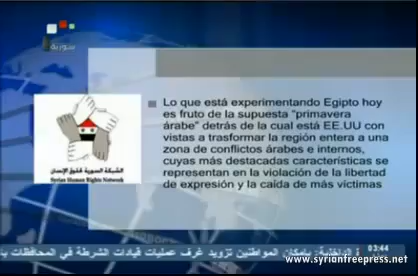 سورية
Lo que está experimentando Egipto hoy
es fruto de la supuesta "primavera
árabe" detrás de la cual está EE.UU con
vistas a trasformar la región entera a una
zona de conflictos árabes e internos,
cuyas más destacadas características se
representan en la violación de la libertad
de expresión y la caída de más víctimas
الشبكة السورية لحقوق الإنسان
Syrian Human Rights Network
03:44
الداخلية: بإمكان المواطنين تزويد غرف عمليات قيادات الشرطة في المحافظات
www.syrianfreepress.net